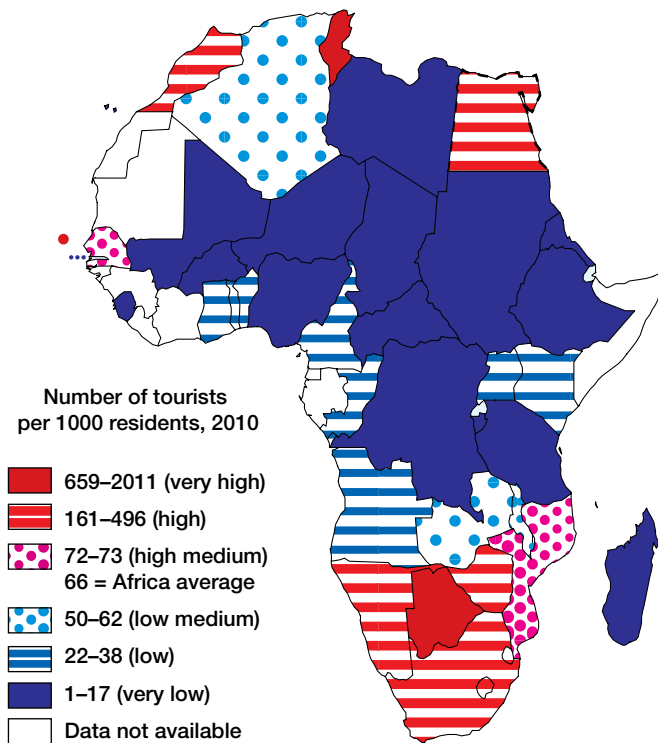 Number of tourists
per 1000 residents, 2010
659–2011 (very high)
161–496 (high)
72–73 (high medium)
66 = Africa average
50–62 (low medium)
22–38 (low)
1–17 (very low)
Data not available